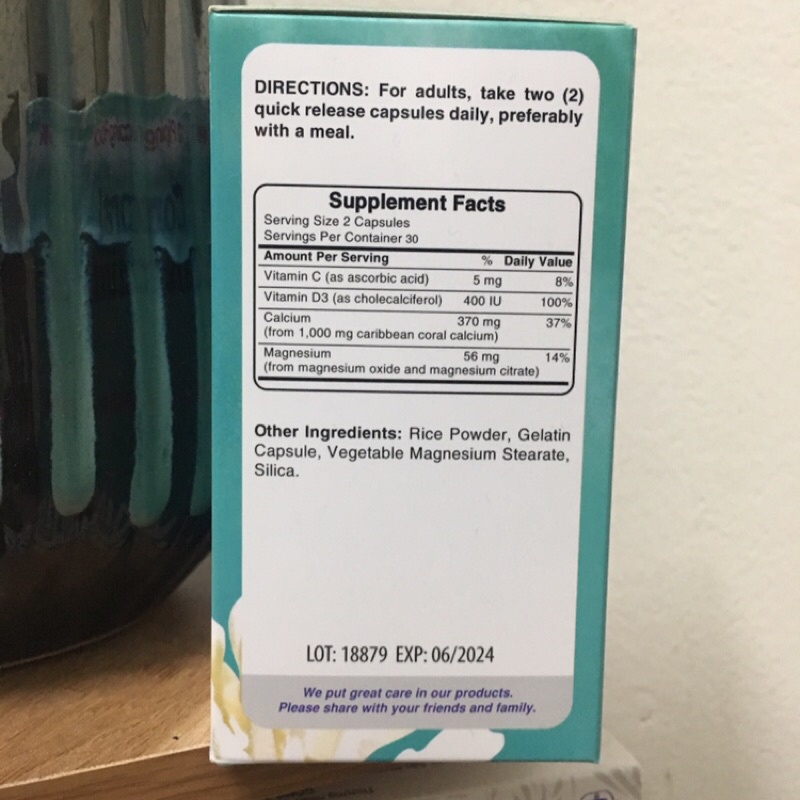 DIRECTIONS: For adults, take two (2)
quick release capsules daily, preferably
with a meal.
Supplement Facts
Serving Size 2 Capsules
Servings Per Container 30
Amount Per Serving % Daily Value
Vitamin C (as ascorbic acid) 5 mg 8%
Vitamin D3 (as cholecalciferol) 400 IU 100%
Calcium 370 mg 37%
(from 1,000 mg caribbean coral calcium)
Magnesium 56 mg 14%
(from magnesium oxide and magnesium citrate)
Other Ingredients: Rice Powder, Gelatin
Capsule, Vegetable Magnesium Stearate,
Silica.
LOT: 18879 EXP: 06/2024
We put great care in our products.
Please share with your friends and family.